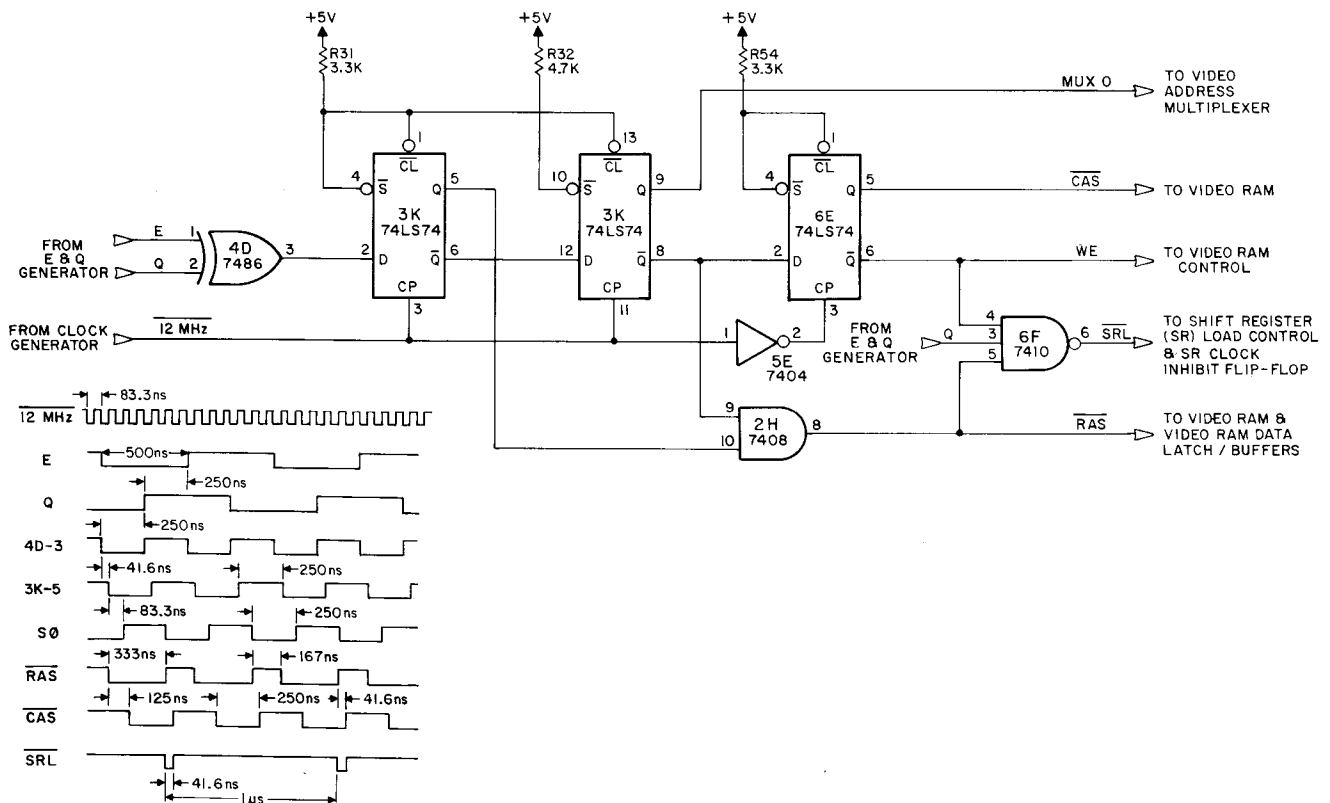 +5V
+5V
+5V
R31
3.3K
R32
4.7K
R54
3.3K
MUX 0
TO VIDEO
ADDRESS
MULTIPLEXER
1
CL
4
S
Q
5
3K
74LS74
2
D
Q
6
CP
3
13
CL
10
S
Q
9
3K
74LS74
12
D
Q
8
CP
11
1
CL
4
S
Q
5
6E
74LS74
2
D
Q
6
CP
3
CAS
TO VIDEO RAM
WE
TO VIDEO RAM
CONTROL
FROM
E & Q
GENERATOR
E
Q
1
2
4D
7486
3
FROM CLOCK
GENERATOR
12 MHz
1
2
5E
7404
FROM
E & Q
GENERATOR
Q
4
3
5
6F
7410
6
SRL
TO SHIFT REGISTER
(SR) LOAD CONTROL
& SR CLOCK
INHIBIT FLIP-FLOP
9
10
2H
7408
8
RAS
TO VIDEO RAM &
VIDEO RAM DATA
LATCH / BUFFERS
83.3ns
12 MHz
E
500ns
250ns
Q
250ns
4D-3
41.6ns
250ns
3K-5
83.3ns
250ns
SØ
333ns
167ns
RAS
125ns
250ns
41.6ns
CAS
SRL
41.6ns
1µs